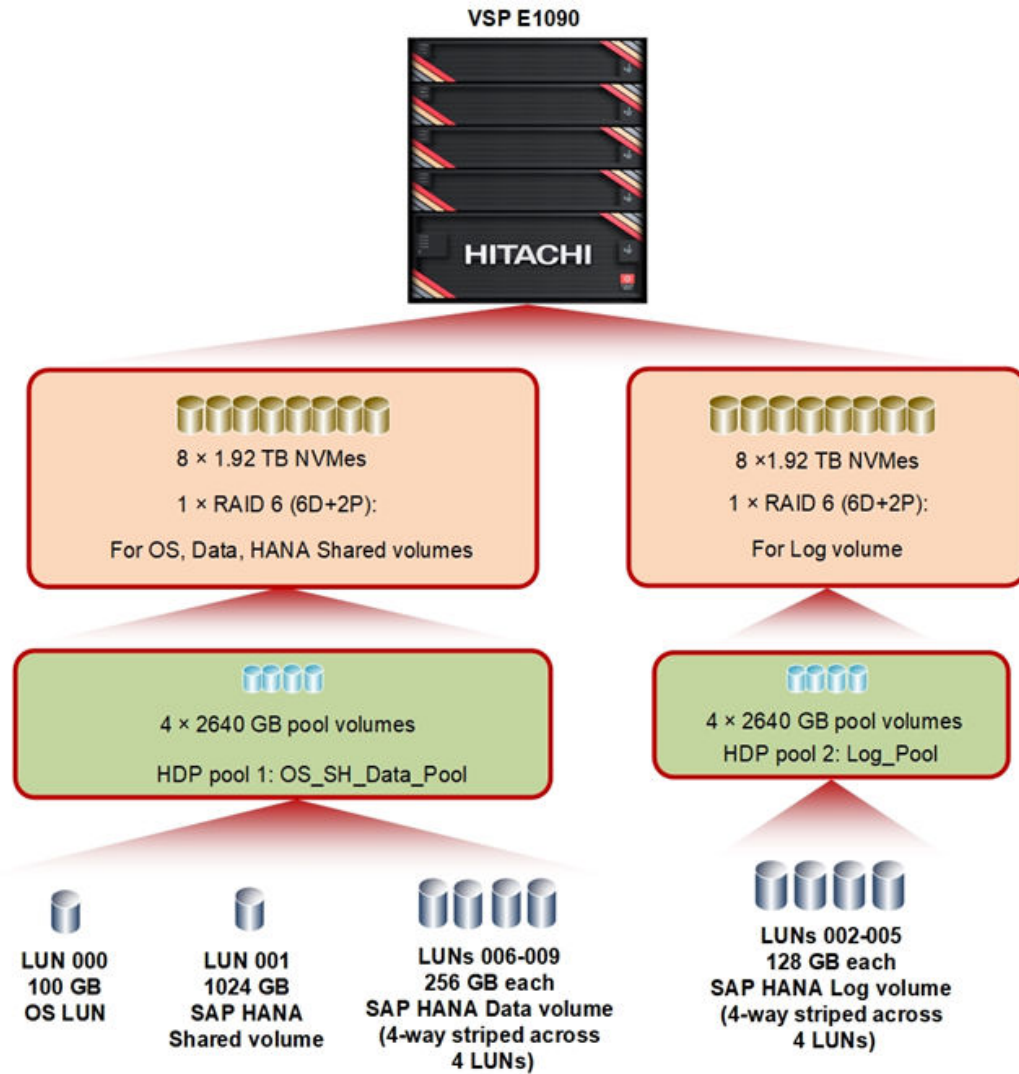 VSP E1090
HITACHI
8 × 1.92 TB NVMes
1 × RAID 6 (6D+2P):
For OS, Data, HANA Shared volumes
8 ×1.92 TB NVMes
1 × RAID 6 (6D+2P):
For Log volume
4 × 2640 GB pool volumes
HDP pool 1: OS_SH_Data_Pool
4 × 2640 GB pool volumes
HDP pool 2: Log_Pool
LUN 000
100 GB
OS LUN
LUN 001
1024 GB
SAP HANA
Shared volume
LUNs 006-009
256 GB each
SAP HANA Data volume
(4-way striped across
4 LUNs)
LUNs 002-005
128 GB each
SAP HANA Log volume
(4-way striped across
4 LUNs)